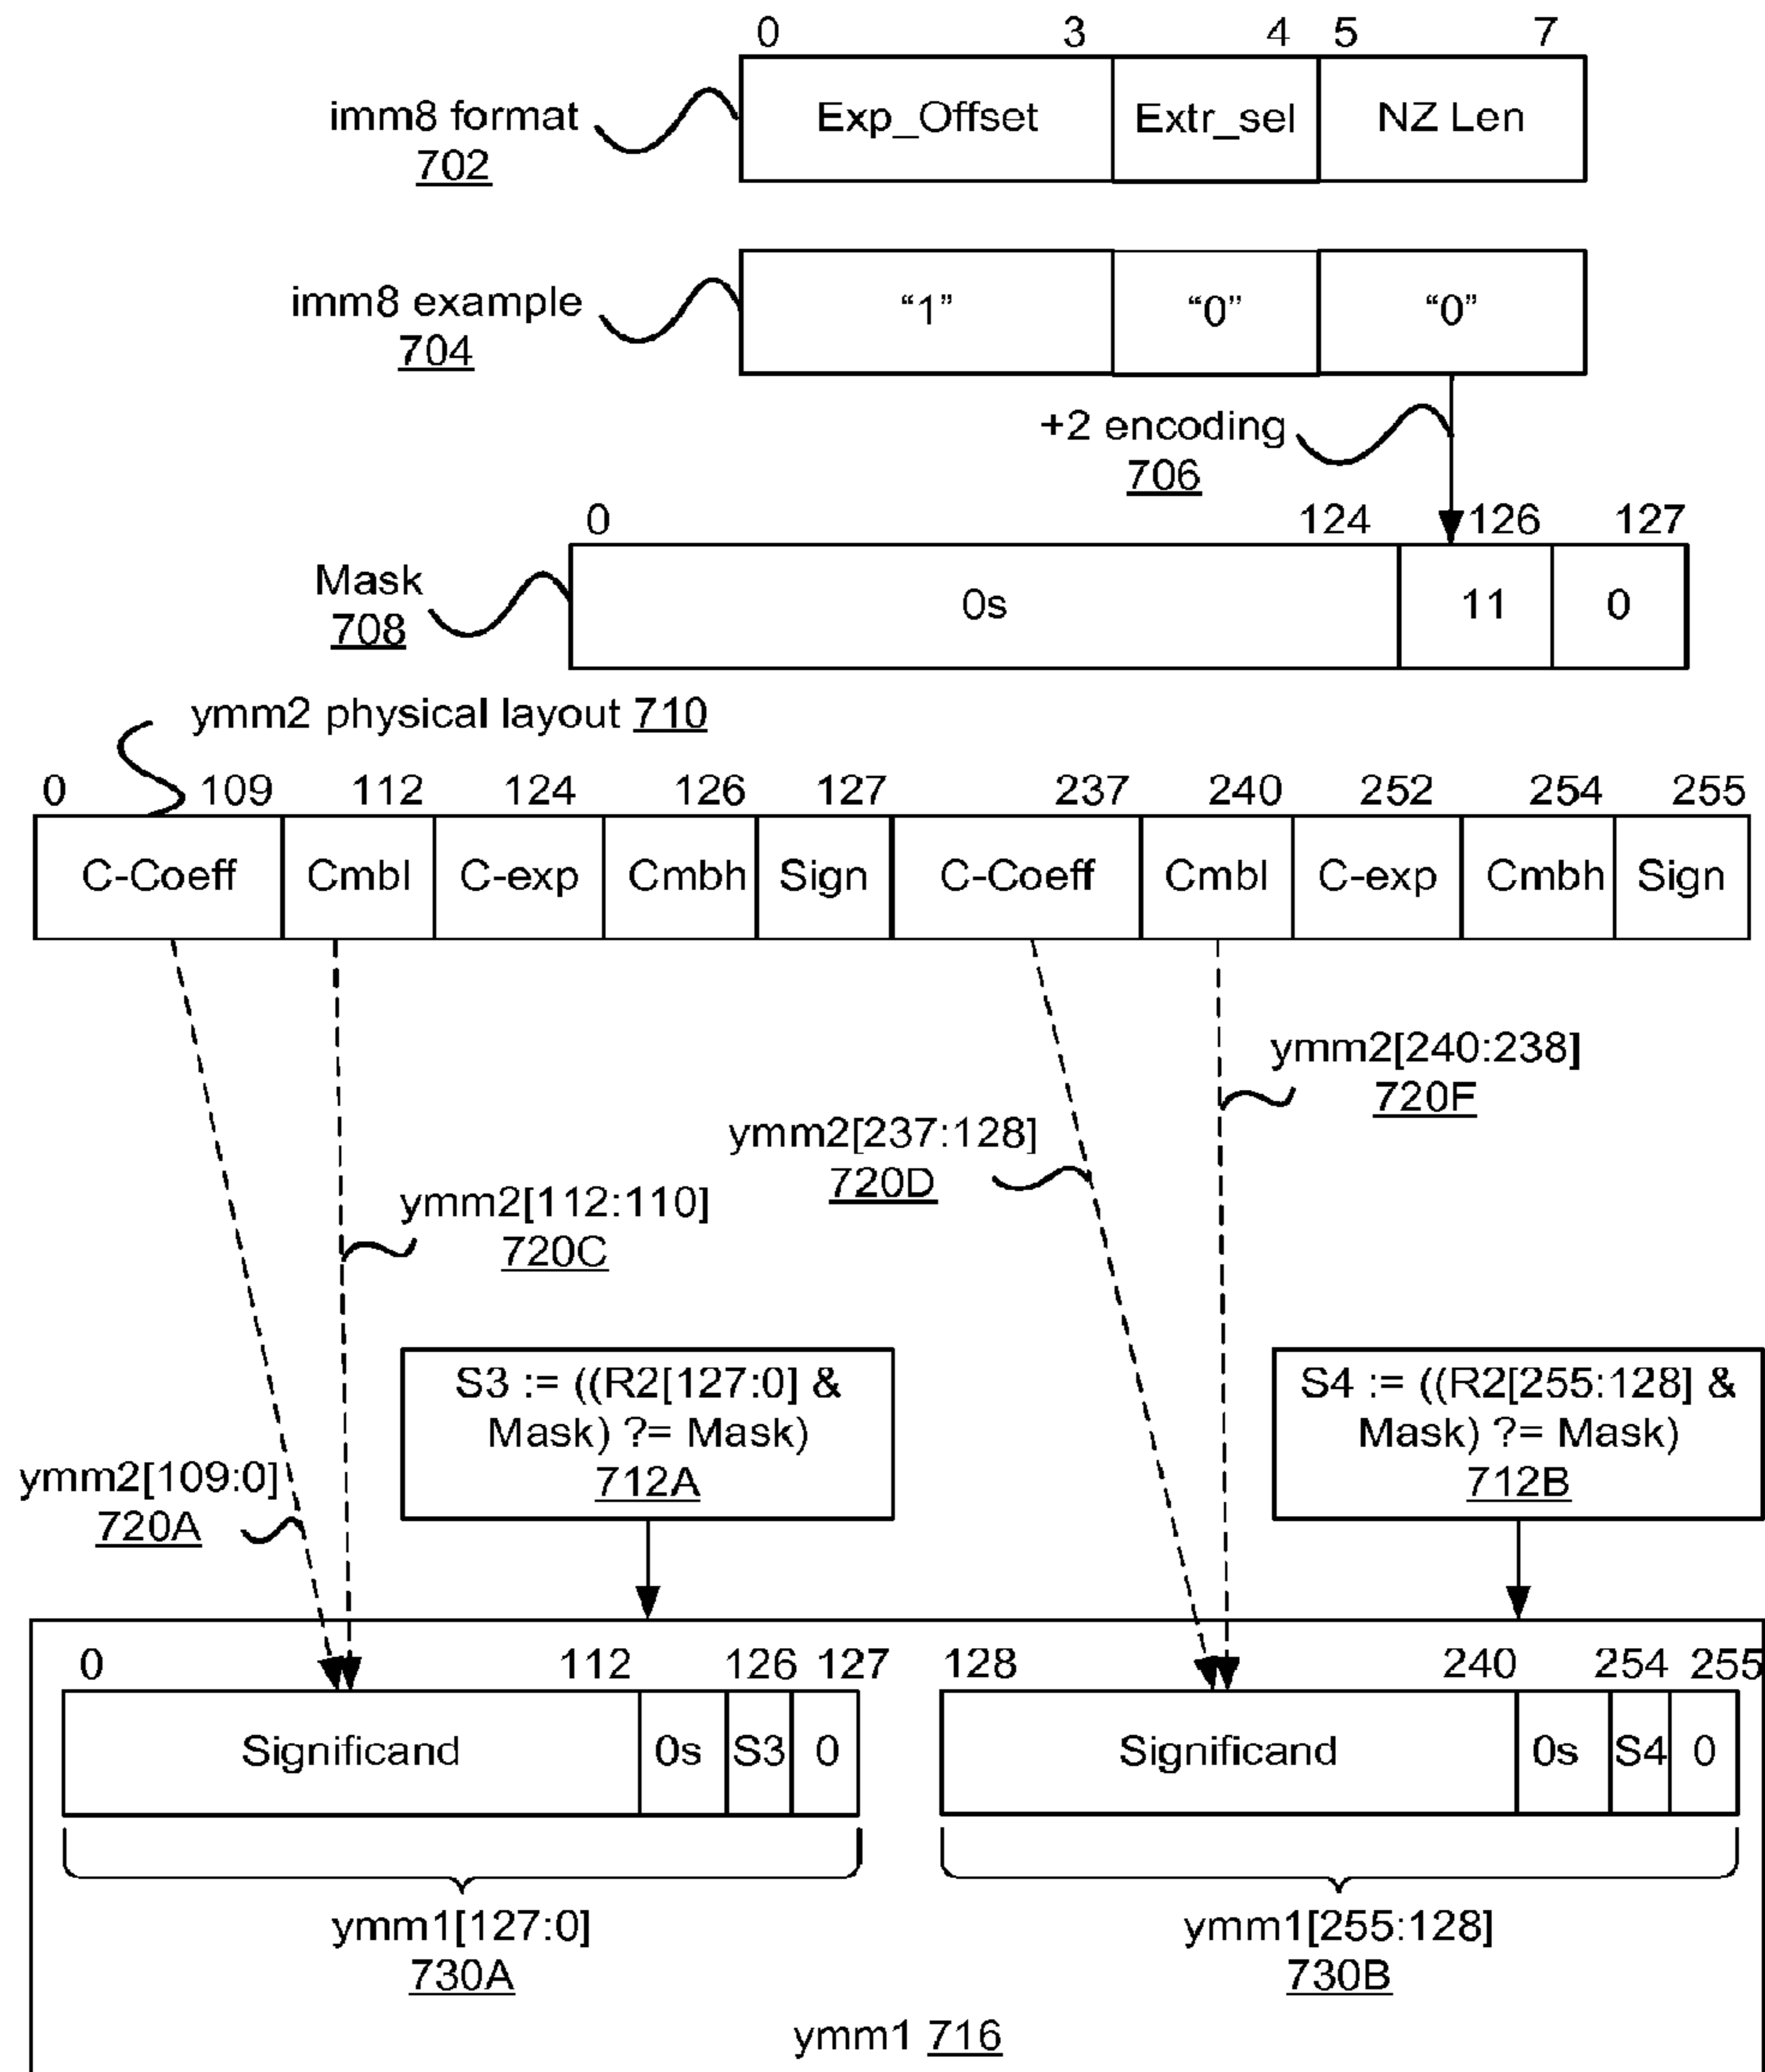 0 3 4 5 7
imm8 format
702
Exp_Offset Extr_sel NZ Len
imm8 example
704
“1” “0” “0”
+2 encoding
706
0 124 126 127
Mask
708
0s 11 0
ymm2 physical layout 710
0 109 112 124 126 127 237 240 252 254 255
C-Coeff Cmbl C-exp Cmbh Sign C-Coeff Cmbl C-exp Cmbh Sign
ymm2[240:238]
720F
ymm2[237:128]
720D
ymm2[112:110]
720C
S3 := ((R2[127:0] &
Mask) ?= Mask)
712A
S4 := ((R2[255:128] &
Mask) ?= Mask)
712B
ymm2[109:0]
720A
0 112 126 127 128 240 254 255
Significand 0s S3 0 Significand 0s S4 0
ymm1[127:0]
730A
ymm1[255:128]
730B
ymm1 716